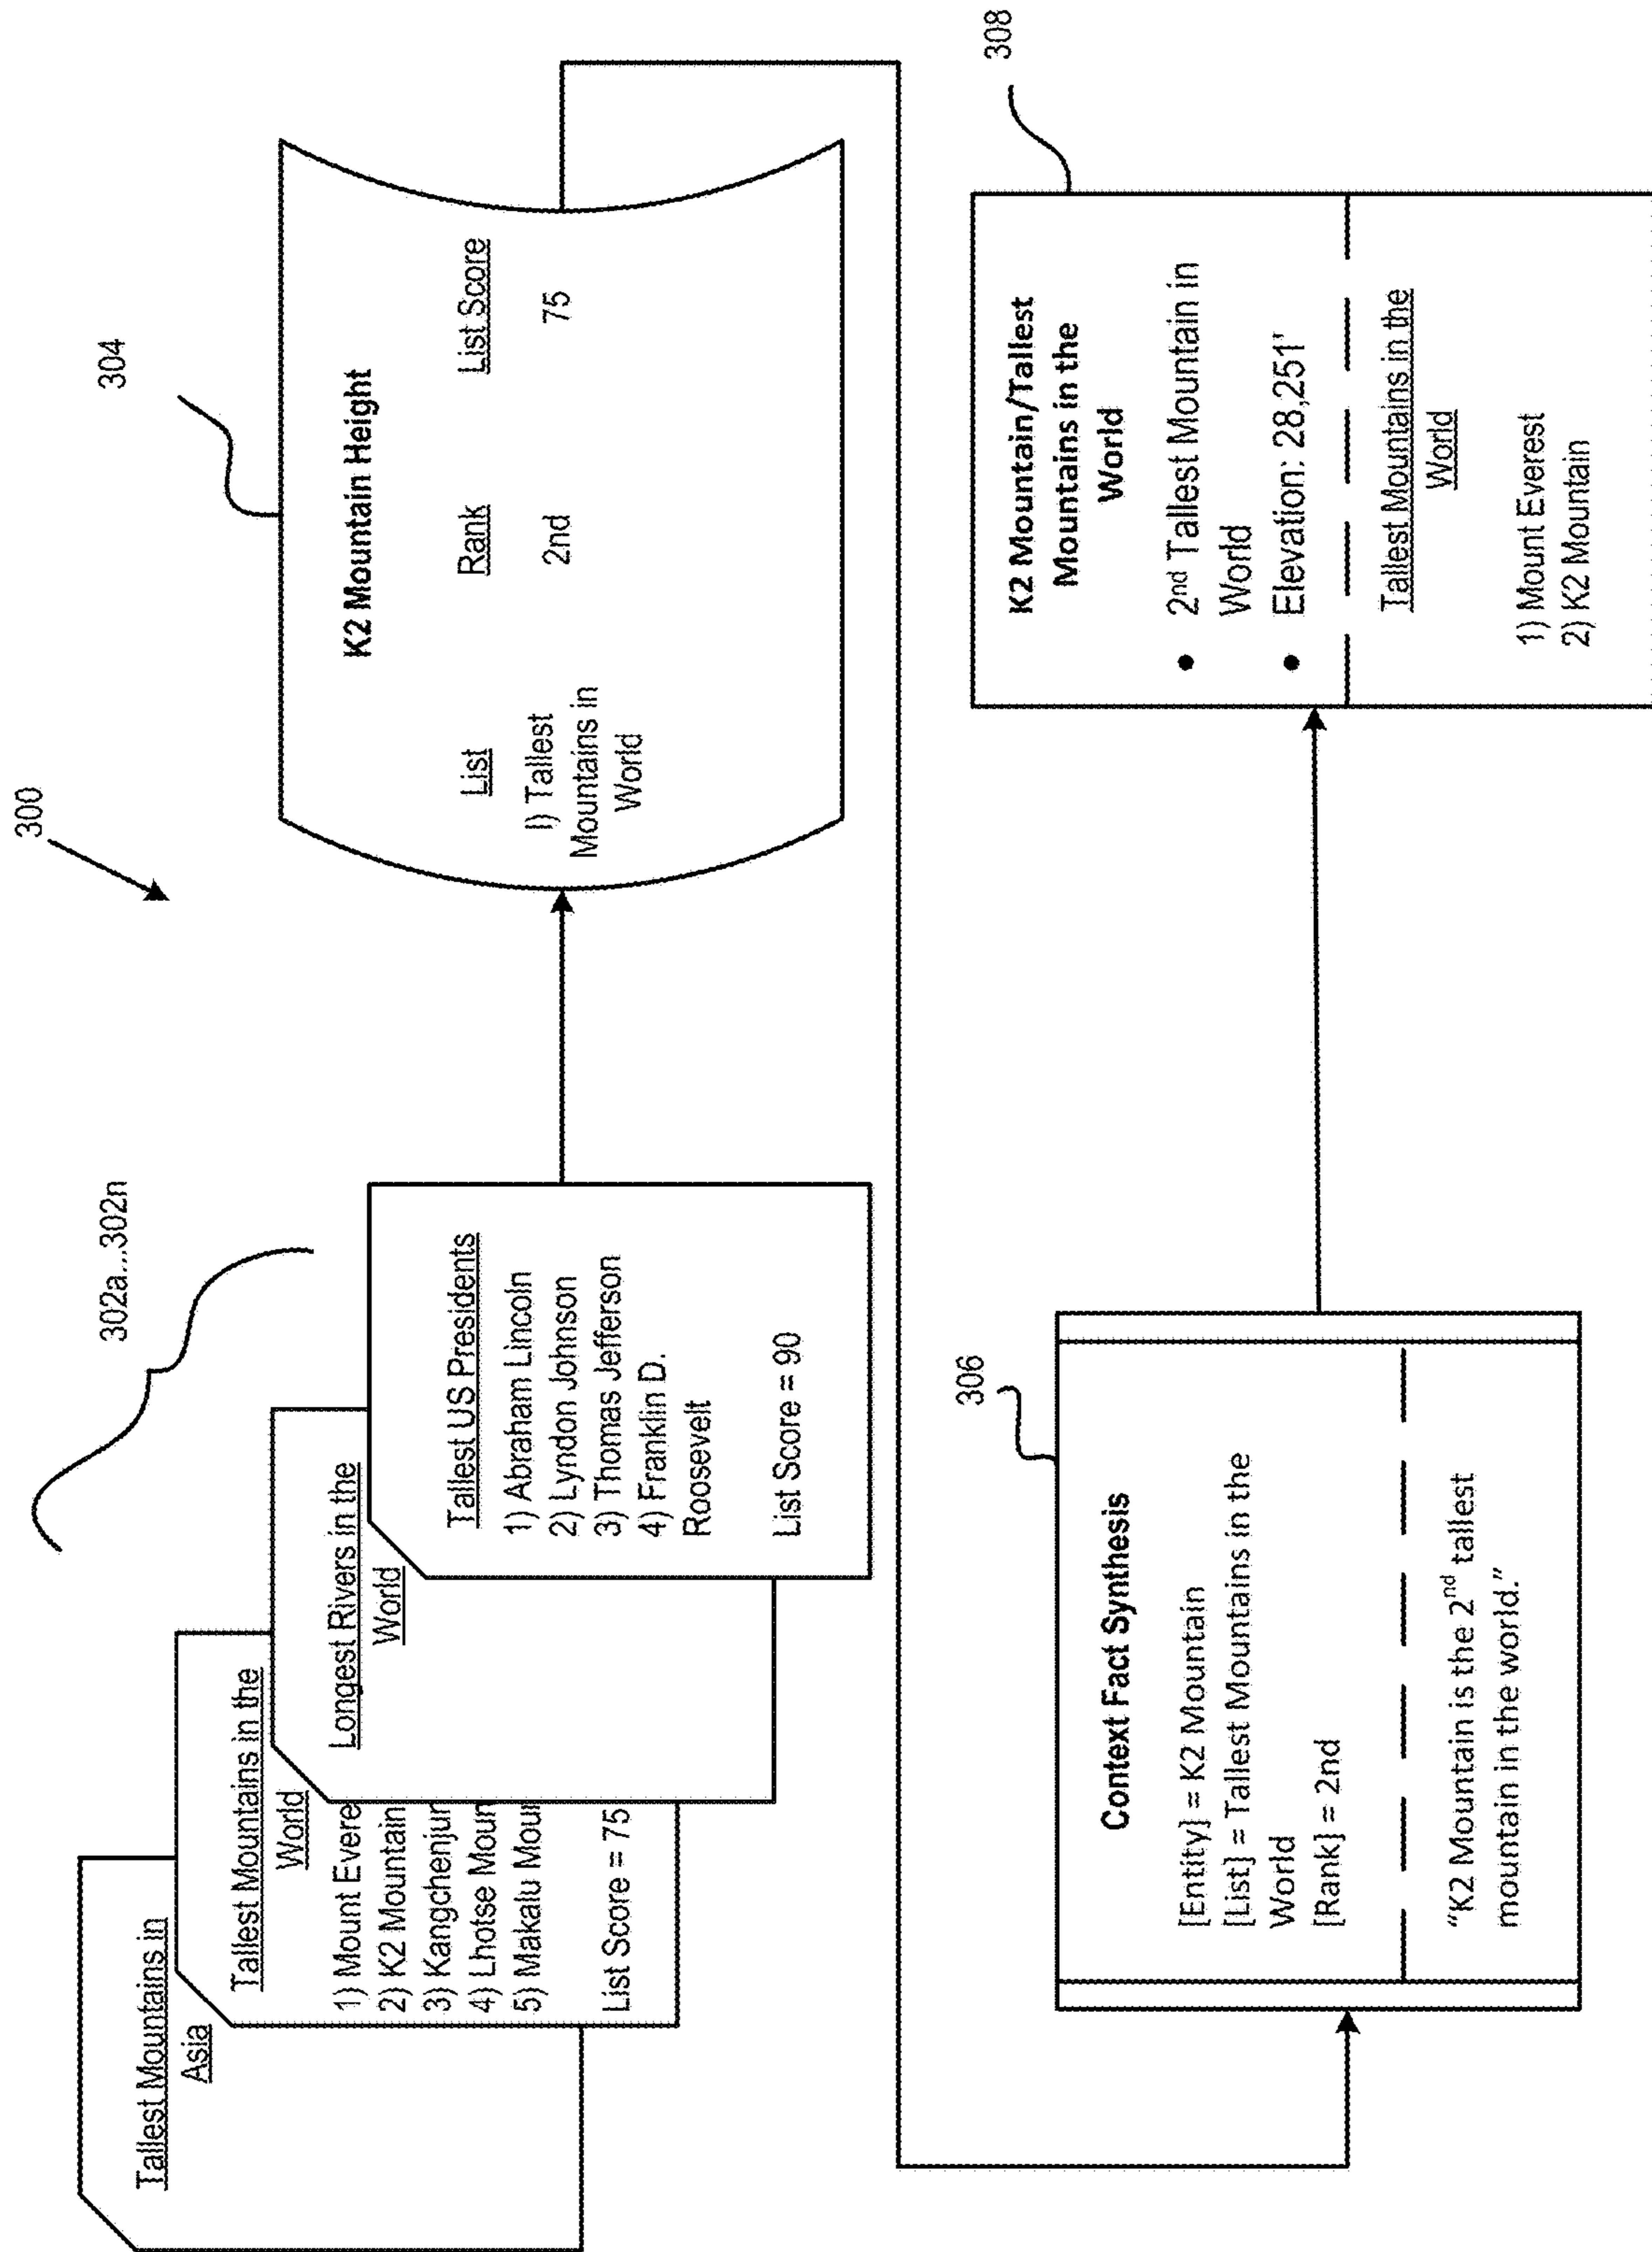 300
302a...302n
Tallest Mountains in
Asia
Tallest Mountains in the
World
1) Mount Evere
2) K2 Mountain
3) Kangchenjun
4) Lhotse Moun
5) Makalu Moun
List Score = 75
Longest Rivers in the
World
Tallest US Presidents
1) Abraham Lincoln
2) Lyndon Johnson
3) Thomas Jefferson
4) Franklin D.
Roosevelt
List Score = 90
304
K2 Mountain Height
List Rank List Score
I) Tallest 2nd 75
Mountains in
World
306
Context Fact Synthesis
[Entity] = K2 Mountain
[List] = Tallest Mountains in the
World
[Rank] = 2nd
“K2 Mountain is the 2nd tallest
mountain in the world.”
308
K2 Mountain/Tallest
Mountains in the
World
• 2nd Tallest Mountain in
World
• Elevation: 28,251'
Tallest Mountains in the
World
1) Mount Everest
2) K2 Mountain